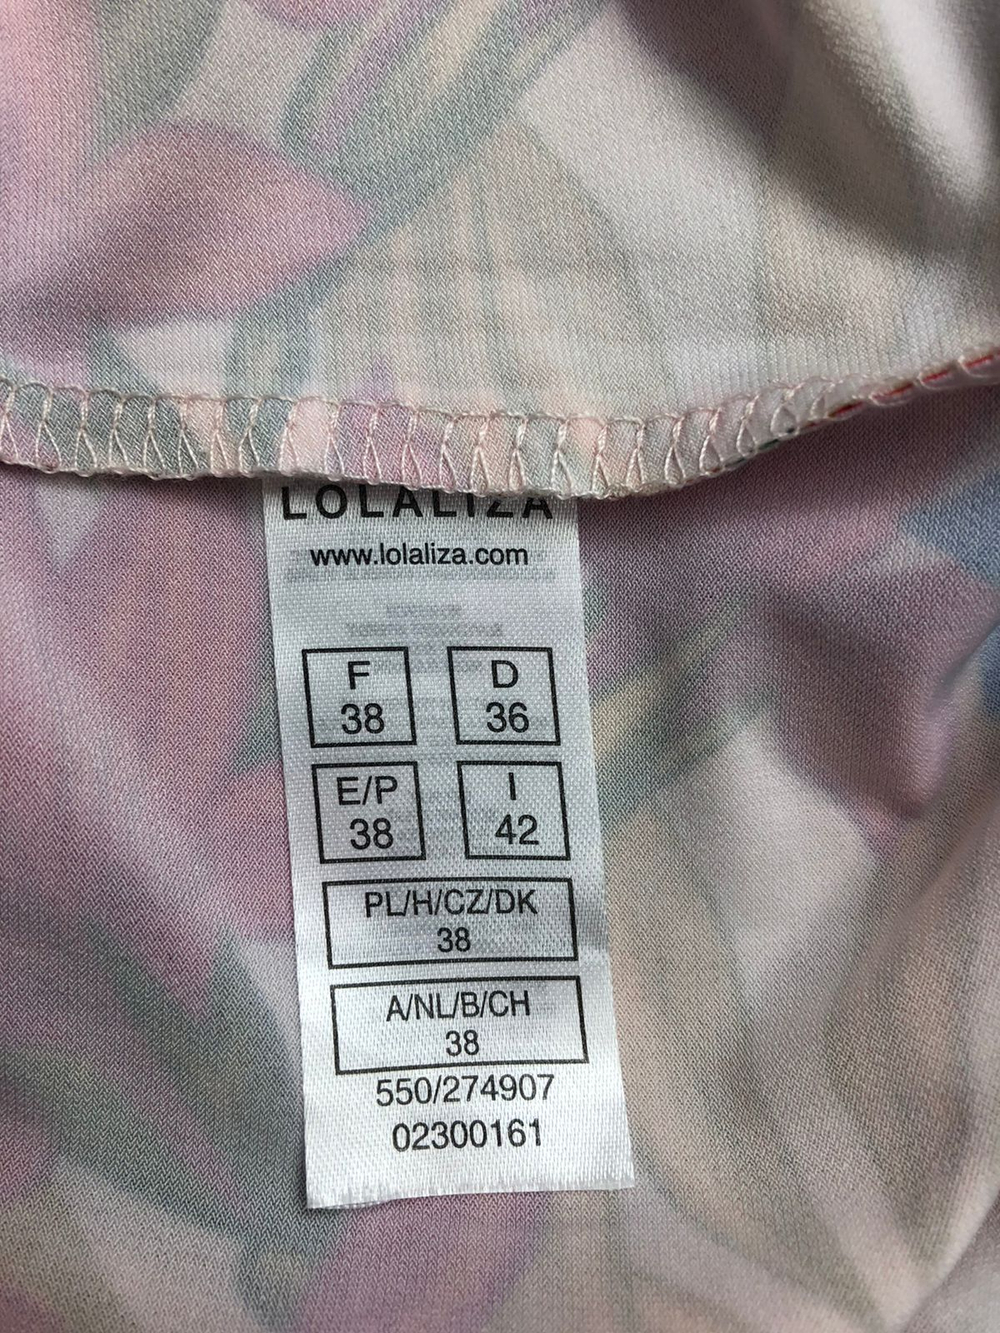 LOLALIZA
www.lolaliza.com
F D
38 36
E/P I
38 42
PL/H/CZ/DK
38
A/NL/B/CH
38
550/274907
02300161